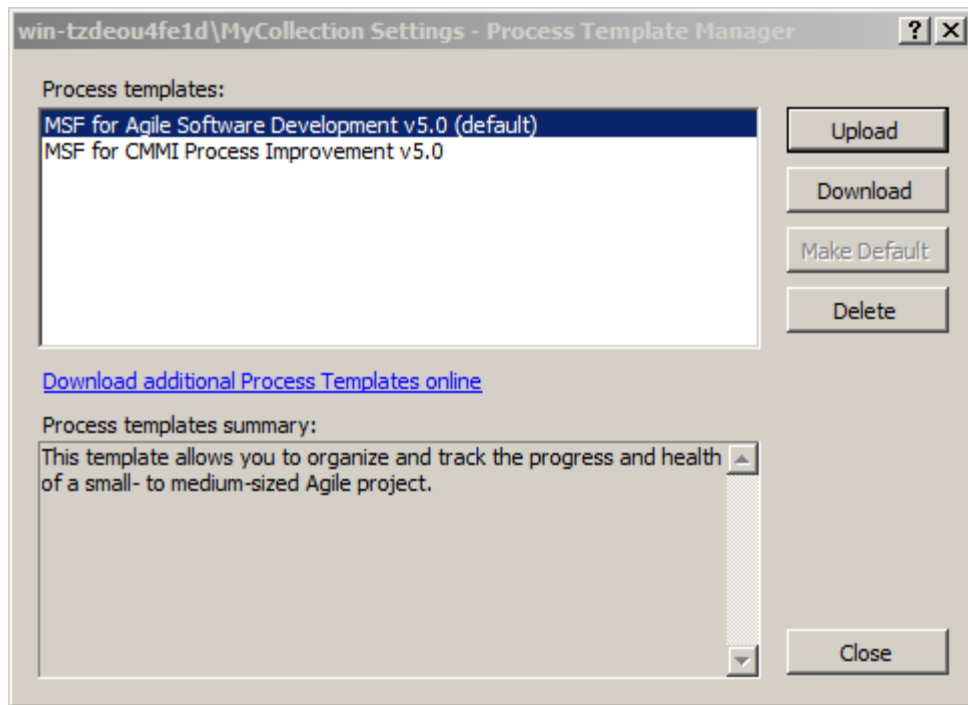 win-tzdeou4fe1d\MyCollection Settings - Process Template Manager
Process templates:
MSF for Agile Software Development v5.0 (default)
MSF for CMMI Process Improvement v5.0
Upload
Download
Make Default
Delete
Download additional Process Templates online
Process templates summary:
This template allows you to organize and track the progress and health
of a small- to medium-sized Agile project.
Close